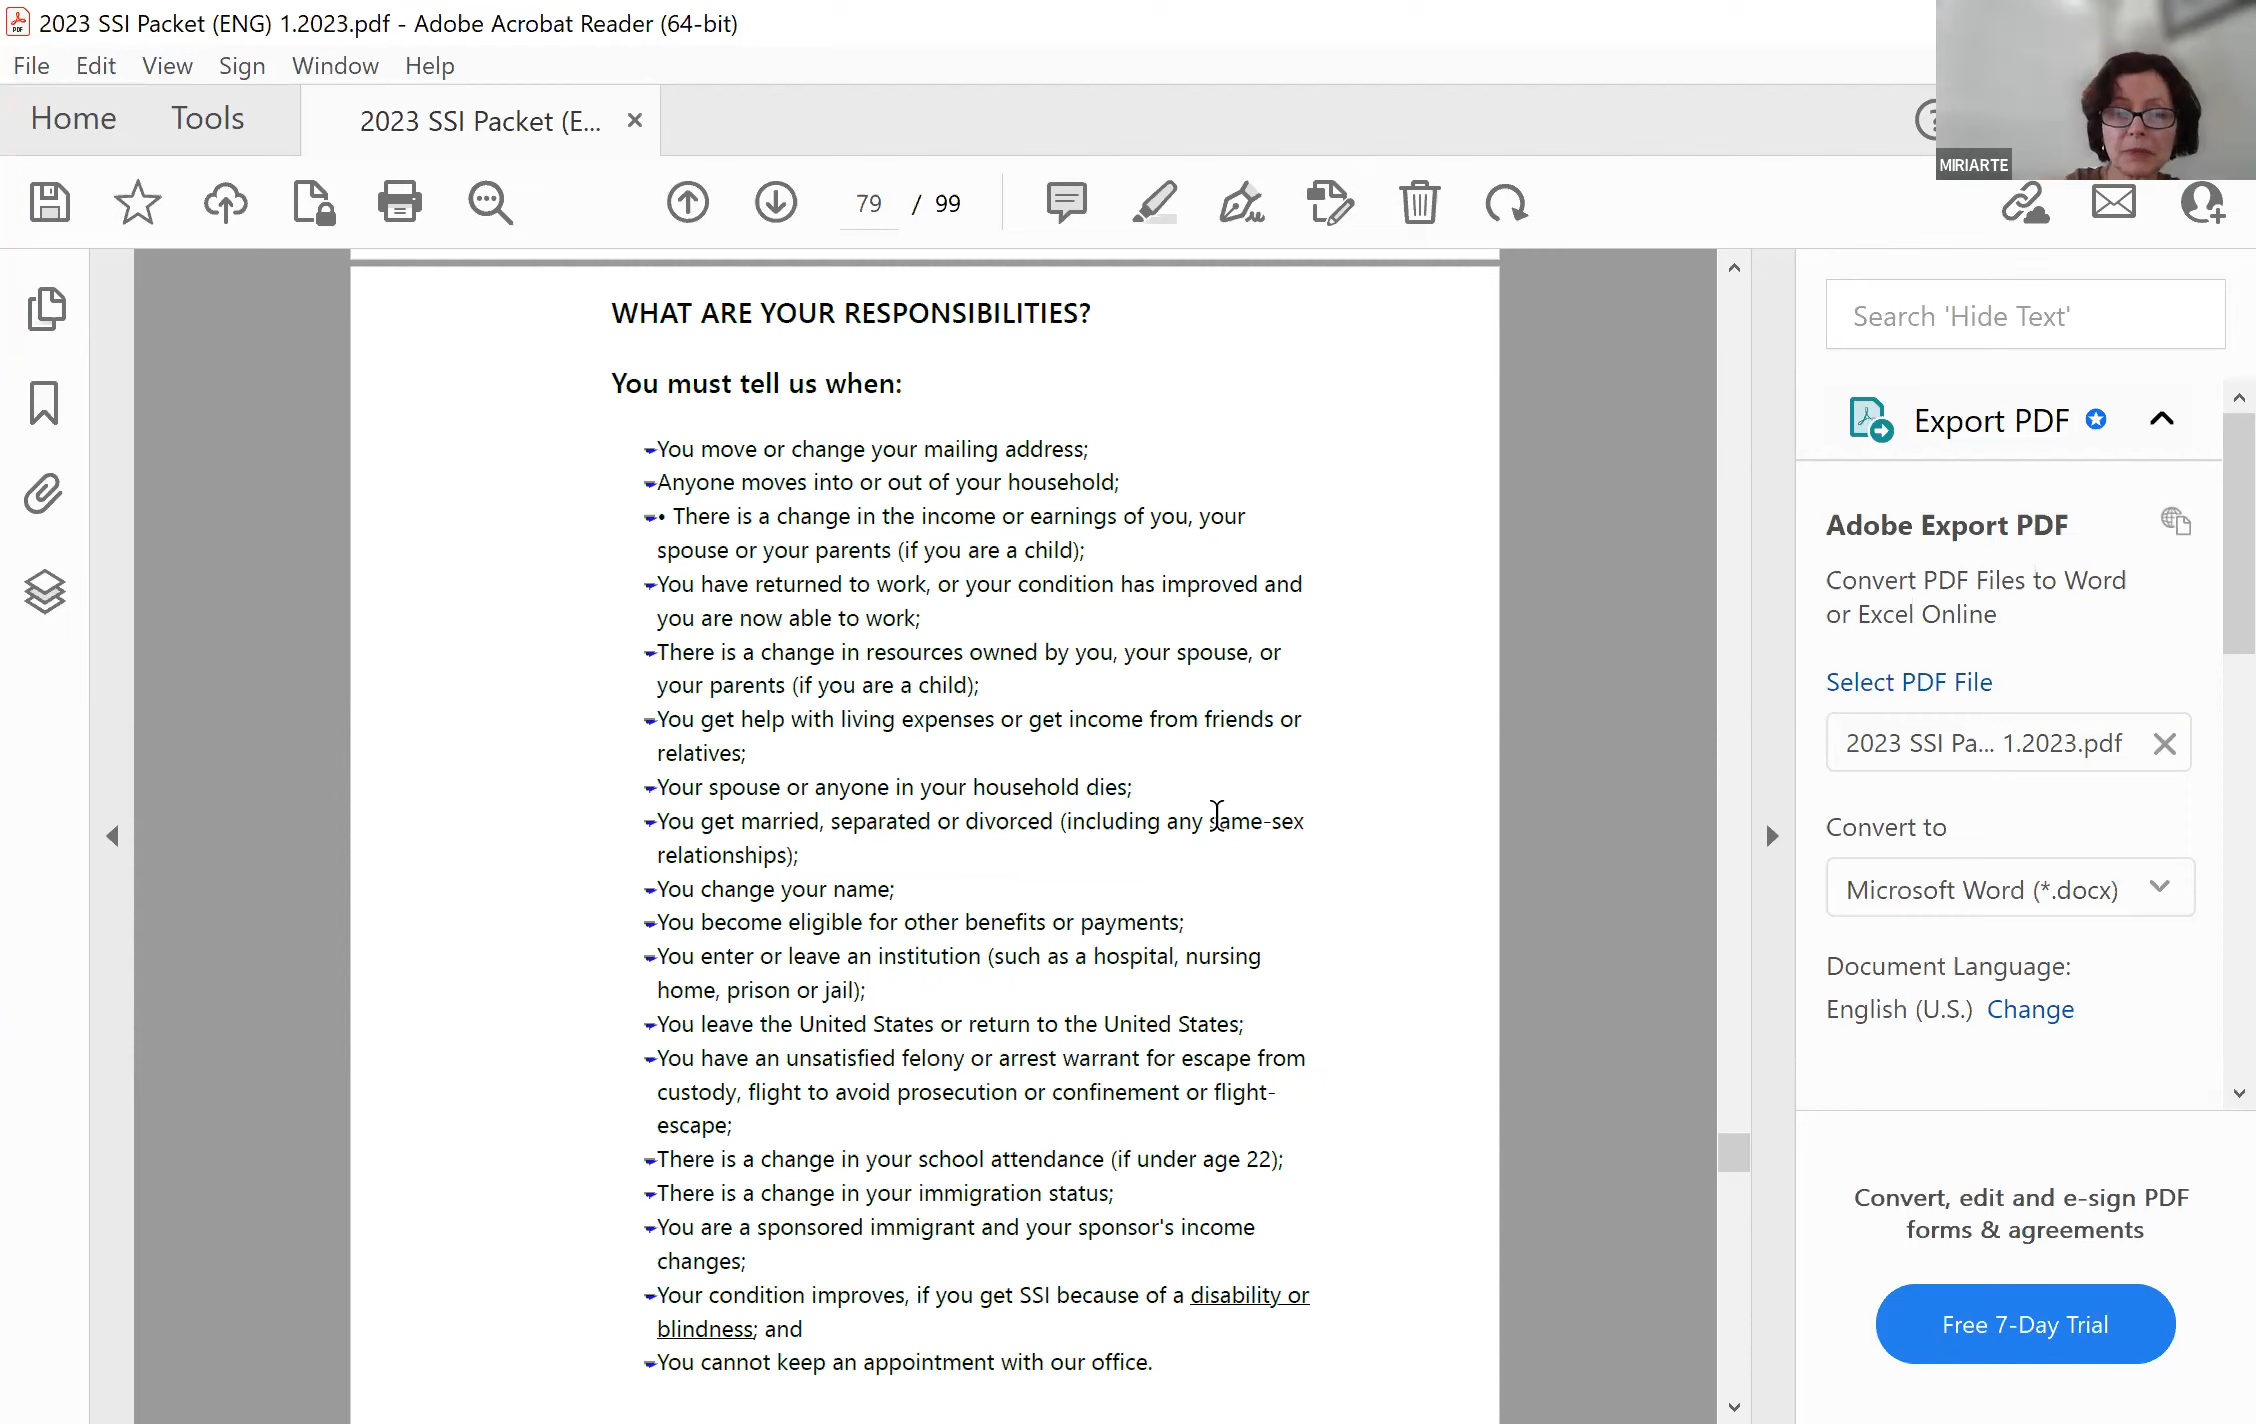 2023 SSI Packet (ENG) 1.2023.pdf - Adobe Acrobat Reader (64-bit)
File Edit View Sign Window Help
Home Tools 2023 SSI Packet (E... ×
MIRIARTE
79 / 99
WHAT ARE YOUR RESPONSIBILITIES?
You must tell us when:
You move or change your mailing address;
Anyone moves into or out of your household;
• There is a change in the income or earnings of you, your
spouse or your parents (if you are a child);
You have returned to work, or your condition has improved and
you are now able to work;
There is a change in resources owned by you, your spouse, or
your parents (if you are a child);
You get help with living expenses or get income from friends or
relatives;
Your spouse or anyone in your household dies;
You get married, separated or divorced (including any same-sex
relationships);
You change your name;
You become eligible for other benefits or payments;
You enter or leave an institution (such as a hospital, nursing
home, prison or jail);
You leave the United States or return to the United States;
You have an unsatisfied felony or arrest warrant for escape from
custody, flight to avoid prosecution or confinement or flight-
escape;
There is a change in your school attendance (if under age 22);
There is a change in your immigration status;
You are a sponsored immigrant and your sponsor's income
changes;
Your condition improves, if you get SSI because of a disability or
blindness; and
You cannot keep an appointment with our office.
Search 'Hide Text'
Export PDF
Adobe Export PDF
Convert PDF Files to Word
or Excel Online
Select PDF File
2023 SSI Pa... 1.2023.pdf
Convert to
Microsoft Word (*.docx)
Document Language:
English (U.S.) Change
Convert, edit and e-sign PDF
forms & agreements
Free 7-Day Trial